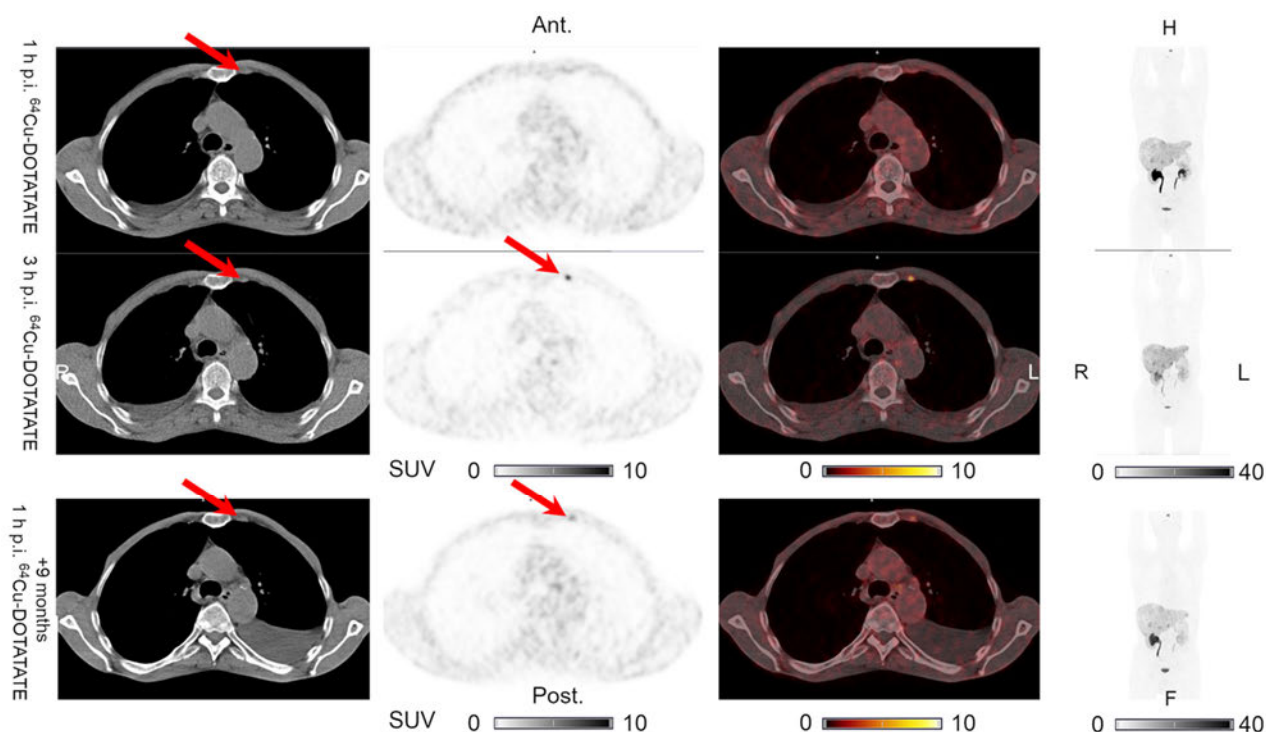 Ant.
H
1 h p.i. ⁶⁴Cu-DOTATATE
3 h p.i. ⁶⁴Cu-DOTATATE
R
L
R
L
SUV 0 10
0 10
0 40
+9 months
1 h p.i. ⁶⁴Cu-DOTATATE
Post.
F
SUV 0 10
0 10
0 40